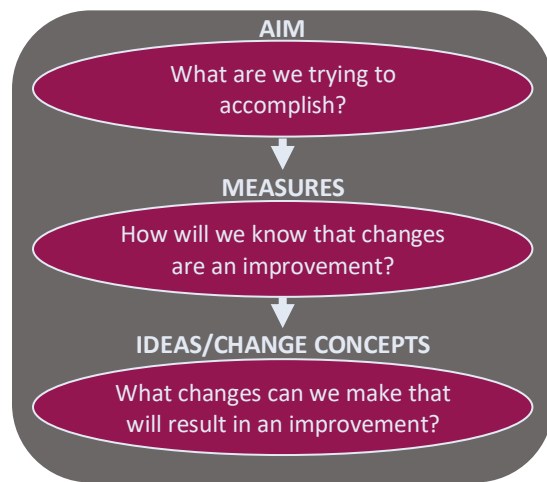 AIM
What are we trying to
accomplish?
MEASURES
How will we know that changes
are an improvement?
IDEAS/CHANGE CONCEPTS
What changes can we make that
will result in an improvement?